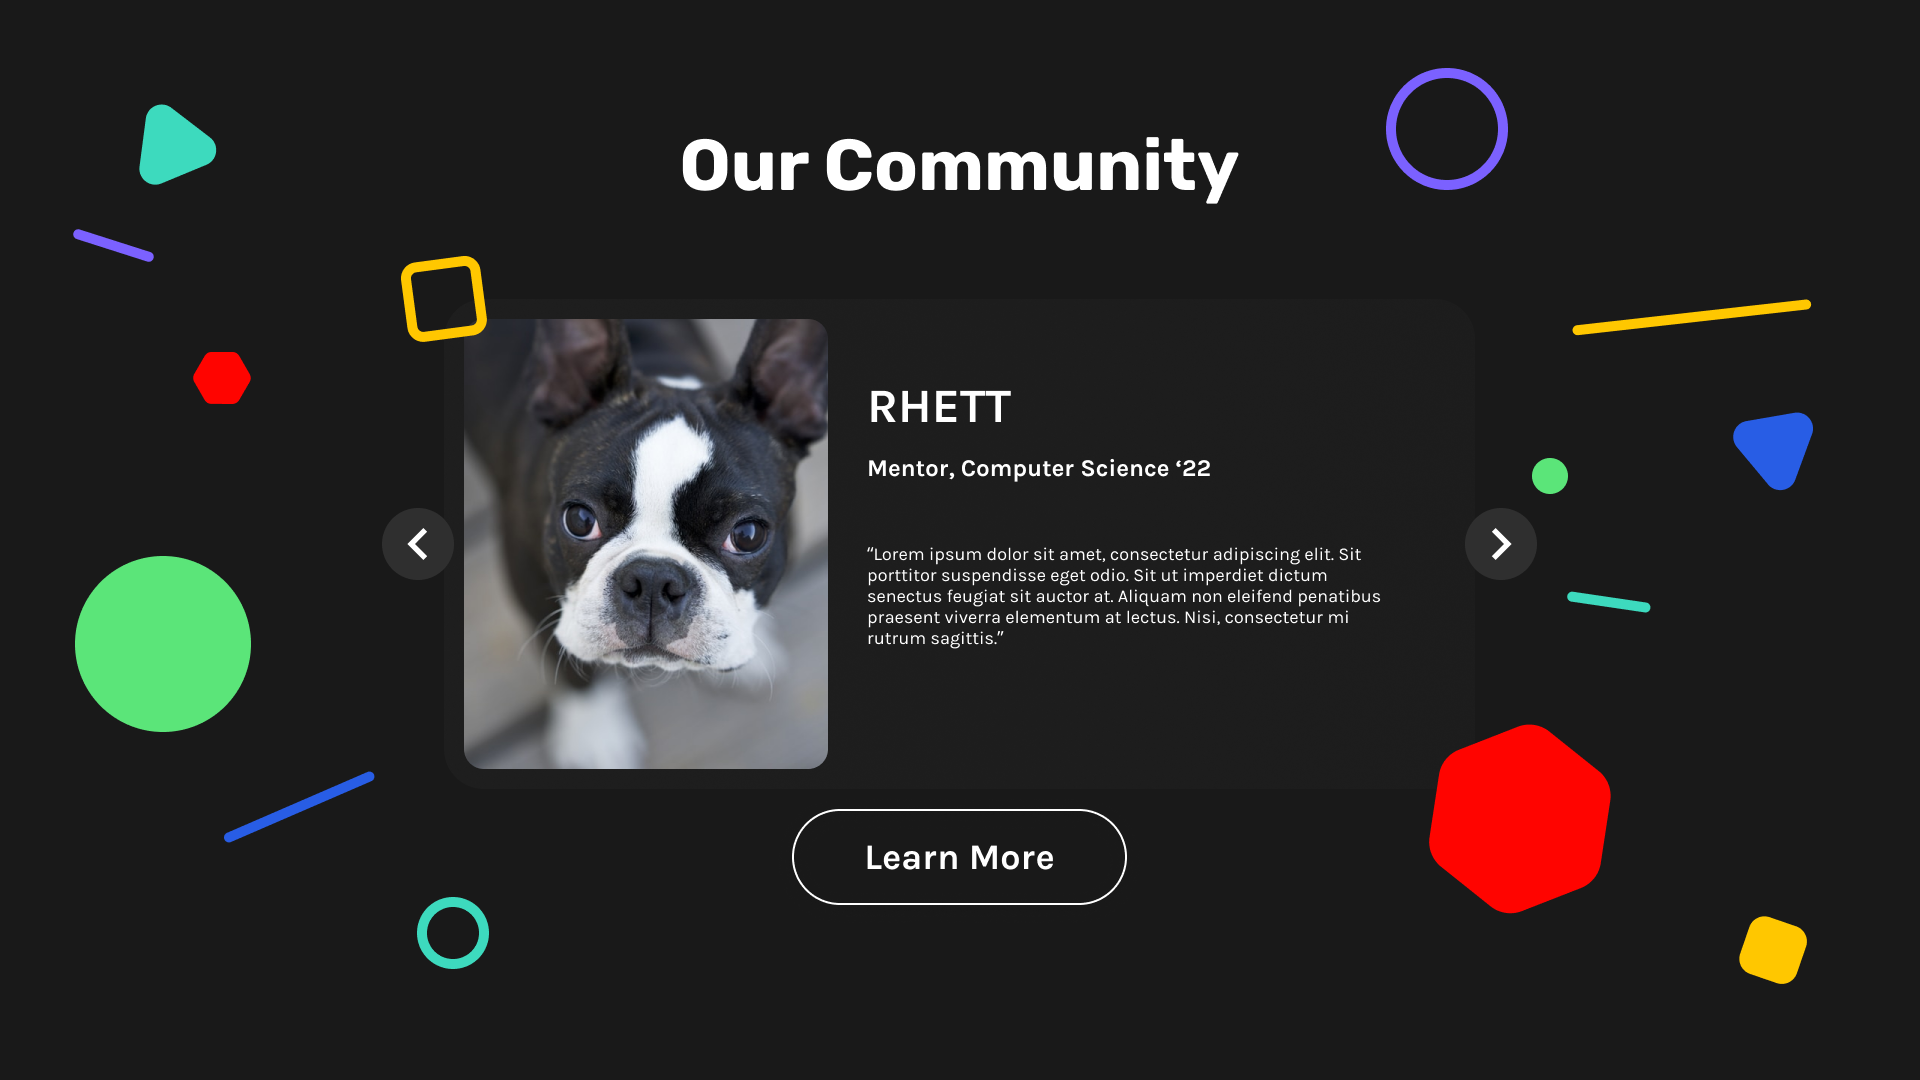 Our Community
RHETT
Mentor, Computer Science ‘22
“Lorem ipsum dolor sit amet, consectetur adipiscing elit. Sit
porttitor suspendisse eget odio. Sit ut imperdiet dictum
senectus feugiat sit auctor at. Aliquam non eleifend penatibus
praesent viverra elementum at lectus. Nisi, consectetur mi
rutrum sagittis.”
Learn More